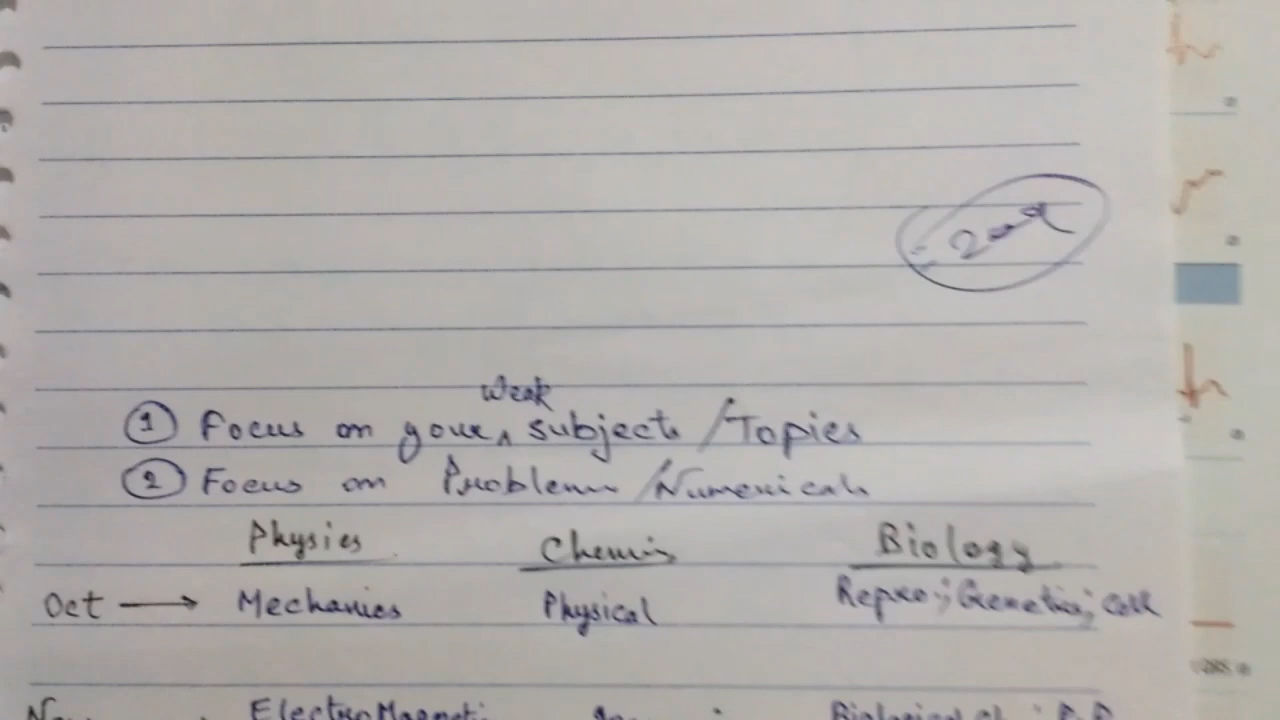 2nd
weak
① Focus on your ^ subjects / Topics
② Focus on Problems / Numericals
Physics Chemis Biology
Oct → Mechanics Physical Repro.; Genetics; Cell